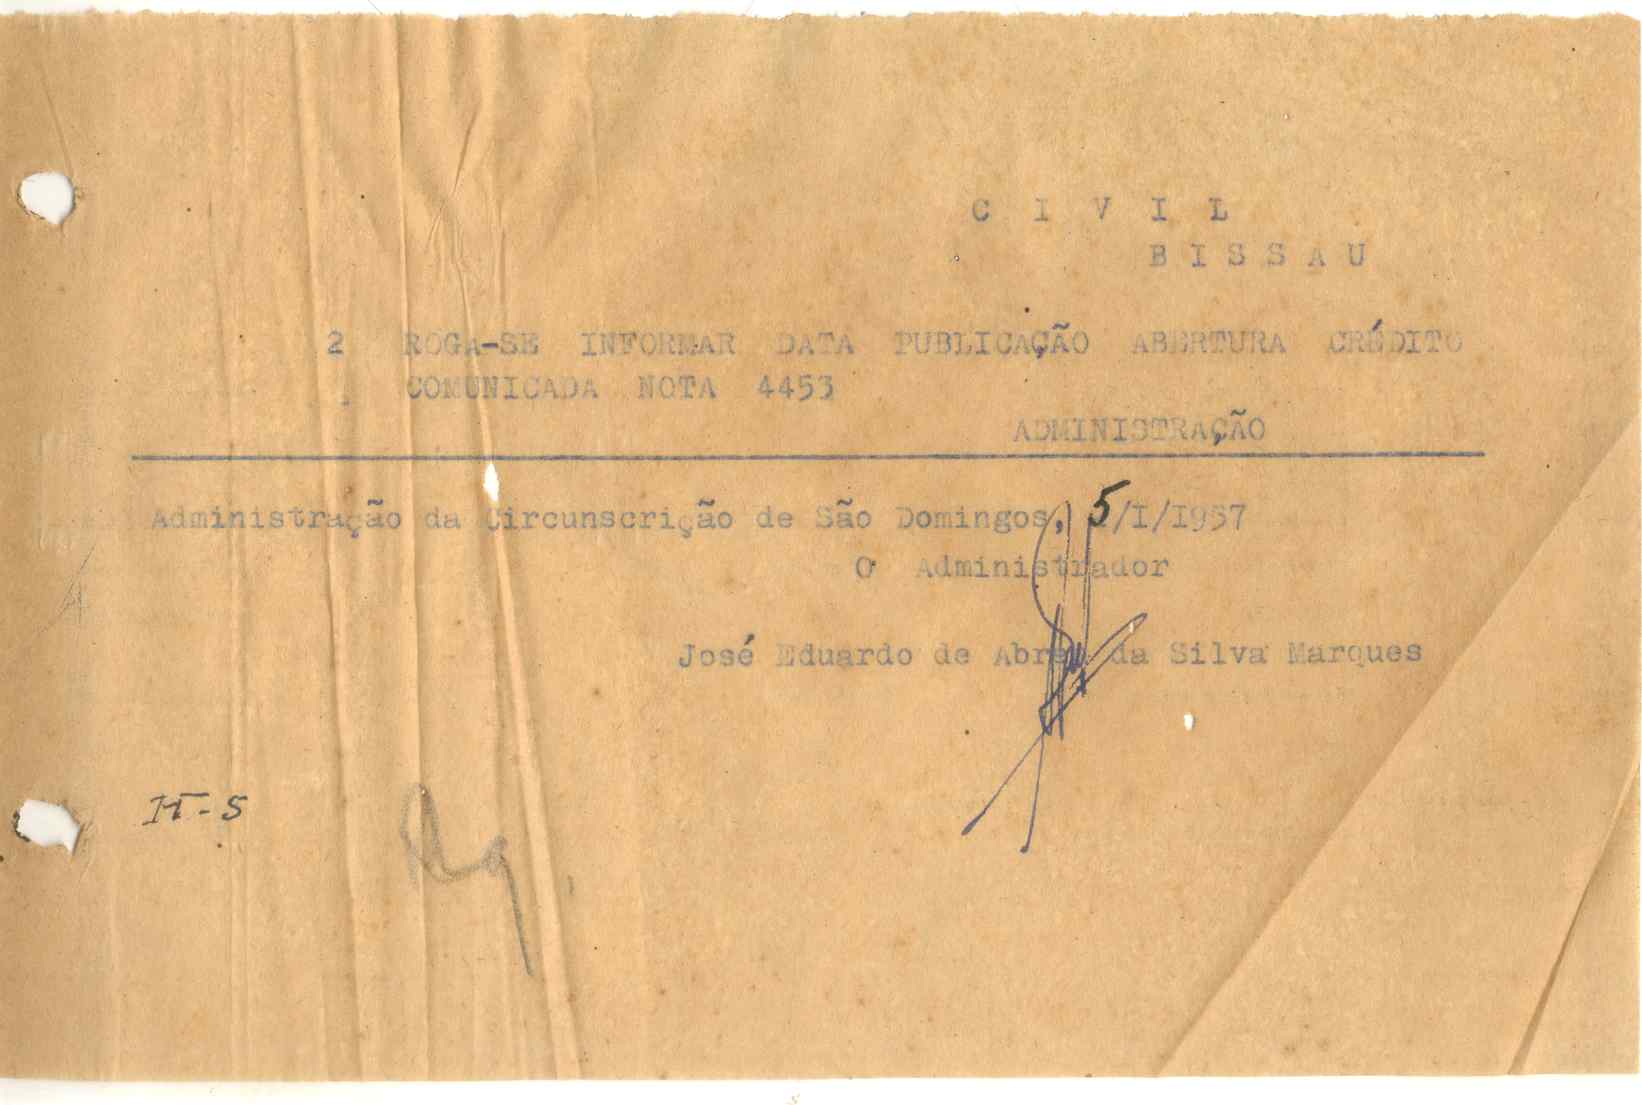 C I V I L
B I S S A U
2 ROGA-SE INFORMAR DATA PUBLICAÇÃO ABERTURA CRÉDITO
COMUNICADA NOTA 4453
ADMINISTRAÇÃO
Administração da Circunscrição de São Domingos, 5/I/1957
O Administrador
José Eduardo de Abreu da Silva Marques